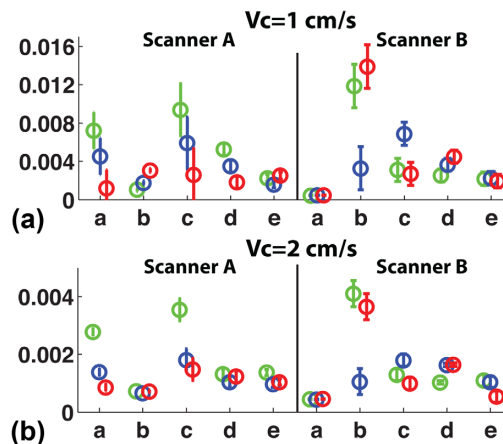 Vc=1 cm/s
Scanner A Scanner B
0.016
0.012
0.008
0.004
0
a b c d e a b c d e
(a)
Vc=2 cm/s
Scanner A Scanner B
0.004
0.002
0
a b c d e a b c d e
(b)